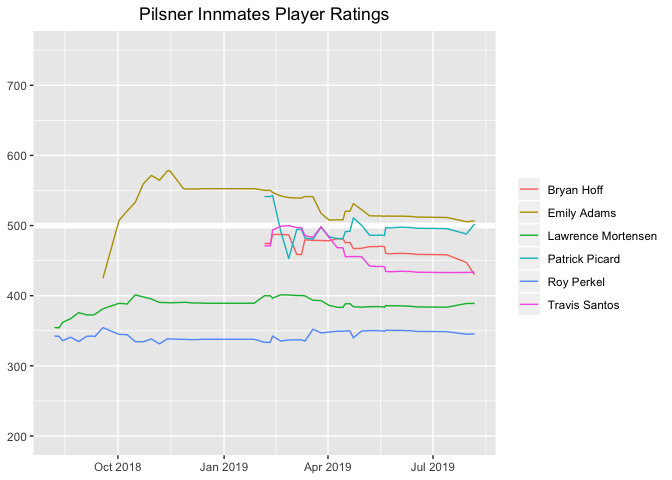 Pilsner Innmates Player Ratings
700
600
500
400
300
200
Oct 2018
Jan 2019
Apr 2019
Jul 2019
Bryan Hoff
Emily Adams
Lawrence Mortensen
Patrick Picard
Roy Perkel
Travis Santos